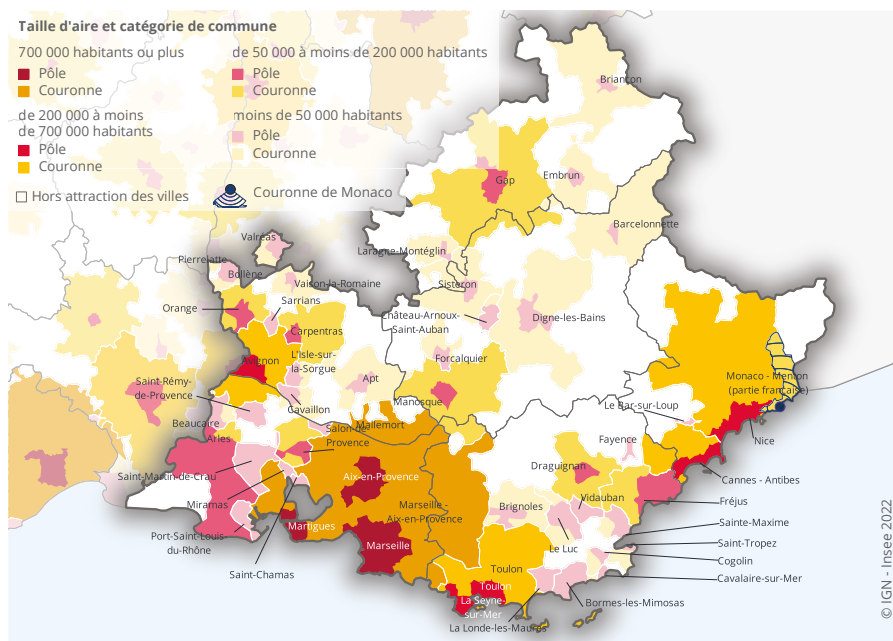 Taille d'aire et catégorie de commune
700 000 habitants ou plus
Pôle
Couronne
de 200 000 à moins
de 700 000 habitants
Pôle
Couronne
de 50 000 à moins de 200 000 habitants
Pôle
Couronne
moins de 50 000 habitants
Pôle
Couronne
Hors attraction des villes
Couronne de Monaco
Briançon
Gap
Embrun
Barcelonnette
Valréas
Laragne-Montéglin
Pierrelatte
Bollène
Vaison-la-Romaine
Sisteron
Sarrians
Orange
Château-Arnoux-
Saint-Auban
Digne-les-Bains
Carpentras
Avignon
L'Isle-sur-
la-Sorgue
Forcalquier
Apt
Monaco - Menton
(partie française)
Saint-Rémy-
de-Provence
Cavaillon
Manosque
Le Bar-sur-Loup
Beaucaire
Mallemort
Salon-de-
Provence
Arles
Fayence
Nice
Saint-Martin-de-Crau
Aix-en-Provence
Draguignan
Cannes - Antibes
Miramas
Marseille -
Aix-en-Provence
Brignoles
Vidauban
Fréjus
Martigues
Port-Saint-Louis-
du-Rhône
Marseille
Le Luc
Sainte-Maxime
Saint-Tropez
Cogolin
Saint-Chamas
Toulon
Cavalaire-sur-Mer
Toulon
La Seyne-
sur-Mer
Bormes-les-Mimosas
La Londe-les-Maures
© IGN - Insee 2022